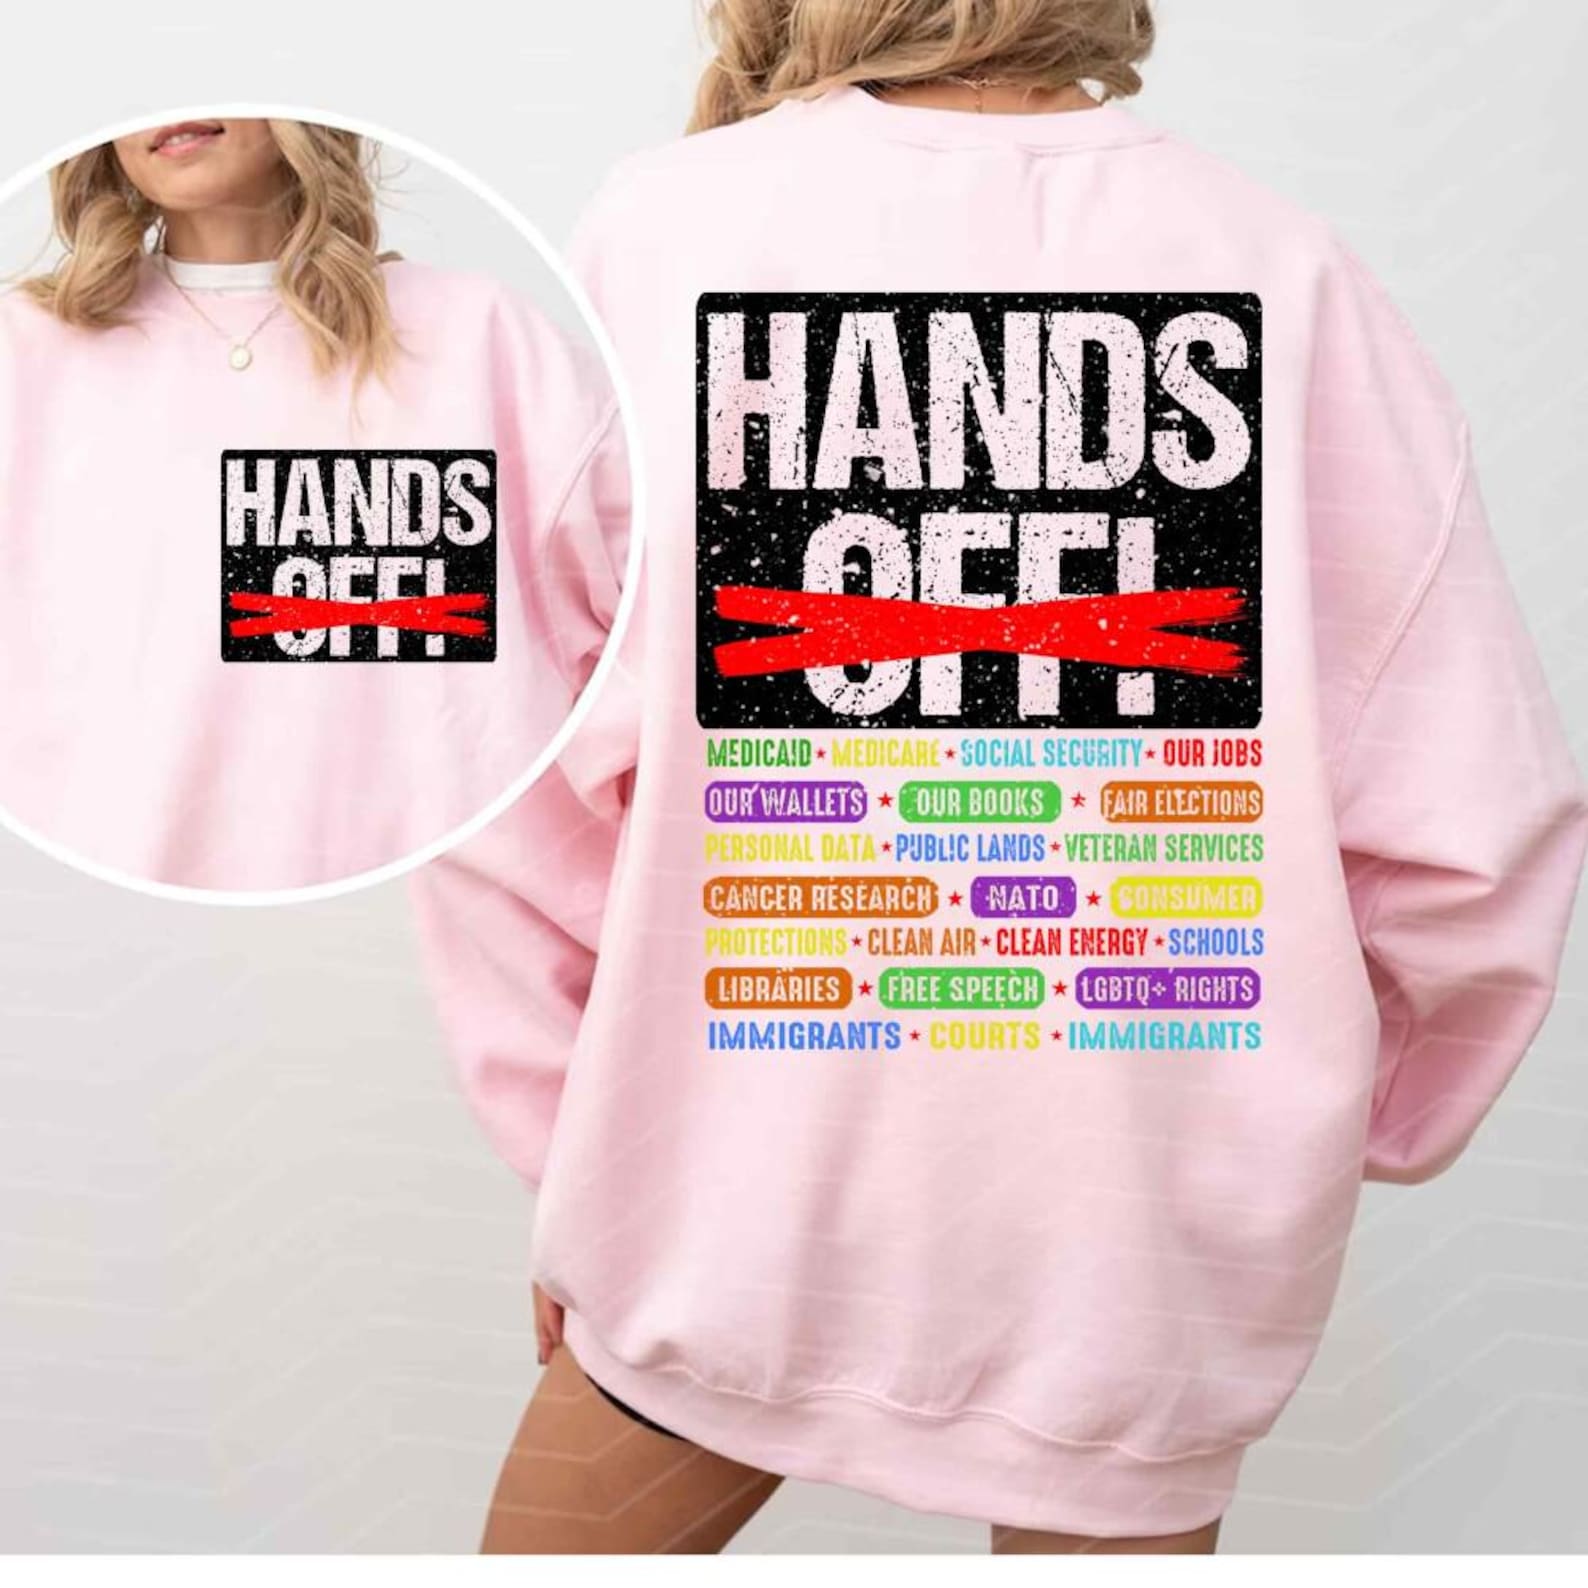 HANDS
OFF!
HANDS
OFF!
MEDICAID ★ MEDICARE ★ SOCIAL SECURITY ★ OUR JOBS
OUR WALLETS ★ OUR BOOKS ★ FAIR ELECTIONS
PERSONAL DATA ★ PUBLIC LANDS ★ VETERAN SERVICES
CANCER RESEARCH ★ NATO ★ CONSUMER
PROTECTIONS ★ CLEAN AIR ★ CLEAN ENERGY ★ SCHOOLS
LIBRARIES ★ FREE SPEECH ★ LGBTQ+ RIGHTS
IMMIGRANTS ★ COURTS ★ IMMIGRANTS